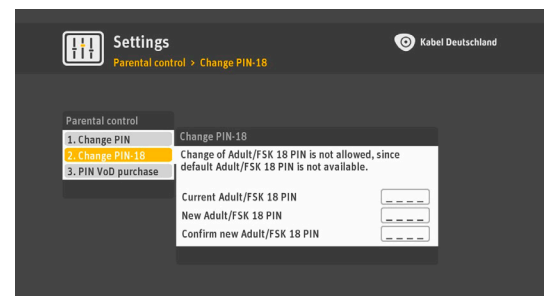 Settings
Parental control > Change PIN-18
Kabel Deutschland
Parental control
1. Change PIN
2. Change PIN-18
3. PIN VoD purchase
Change PIN-18
Change of Adult/FSK 18 PIN is not allowed, since
default Adult/FSK 18 PIN is not available.
Current Adult/FSK 18 PIN _ _ _ _
New Adult/FSK 18 PIN _ _ _ _
Confirm new Adult/FSK 18 PIN _ _ _ _